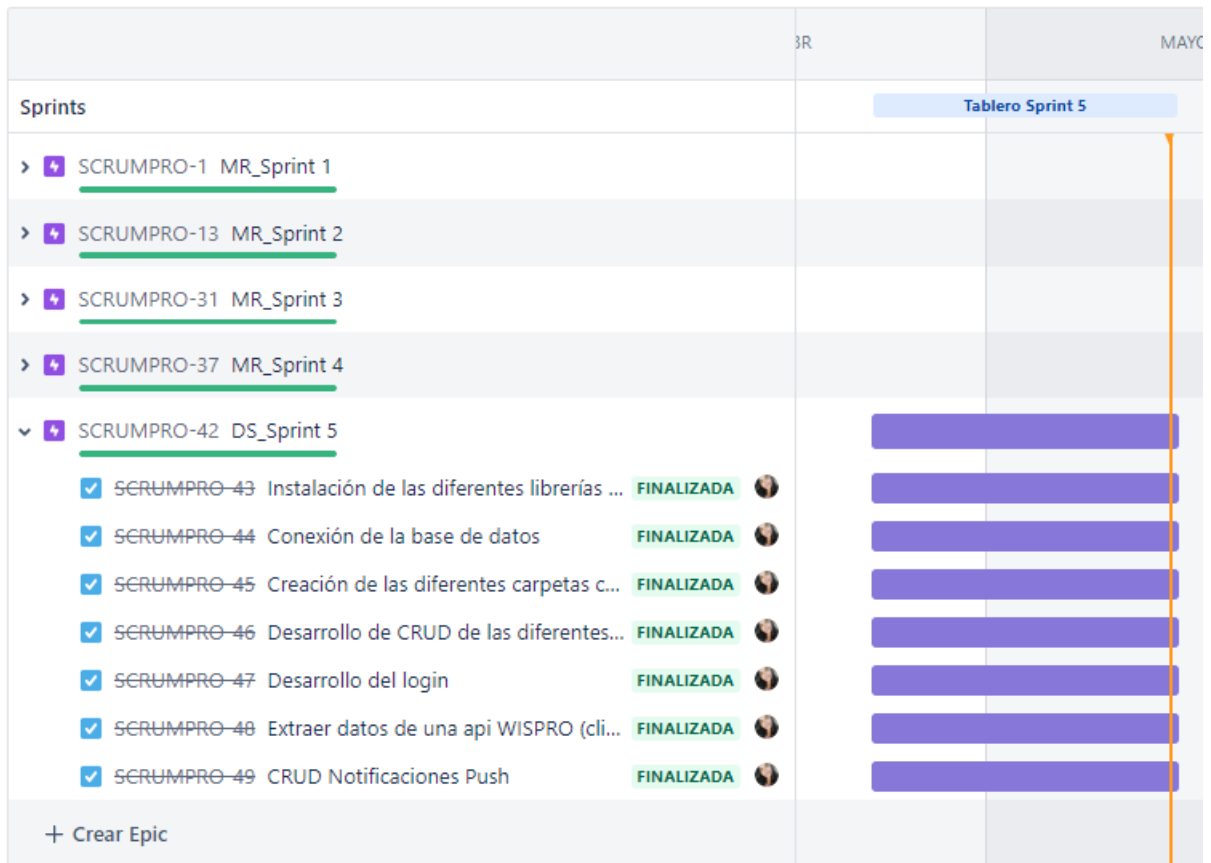 BR MAYO
Sprints Tablero Sprint 5
SCRUMPRO-1 MR_Sprint 1
SCRUMPRO-13 MR_Sprint 2
SCRUMPRO-31 MR_Sprint 3
SCRUMPRO-37 MR_Sprint 4
SCRUMPRO-42 DS_Sprint 5
SCRUMPRO-43 Instalación de las diferentes librerías ... FINALIZADA
SCRUMPRO-44 Conexión de la base de datos FINALIZADA
SCRUMPRO-45 Creación de las diferentes carpetas c... FINALIZADA
SCRUMPRO-46 Desarrollo de CRUD de las diferentes... FINALIZADA
SCRUMPRO-47 Desarrollo del login FINALIZADA
SCRUMPRO-48 Extraer datos de una api WISPRO (cli... FINALIZADA
SCRUMPRO-49 CRUD Notificaciones Push FINALIZADA
+ Crear Epic